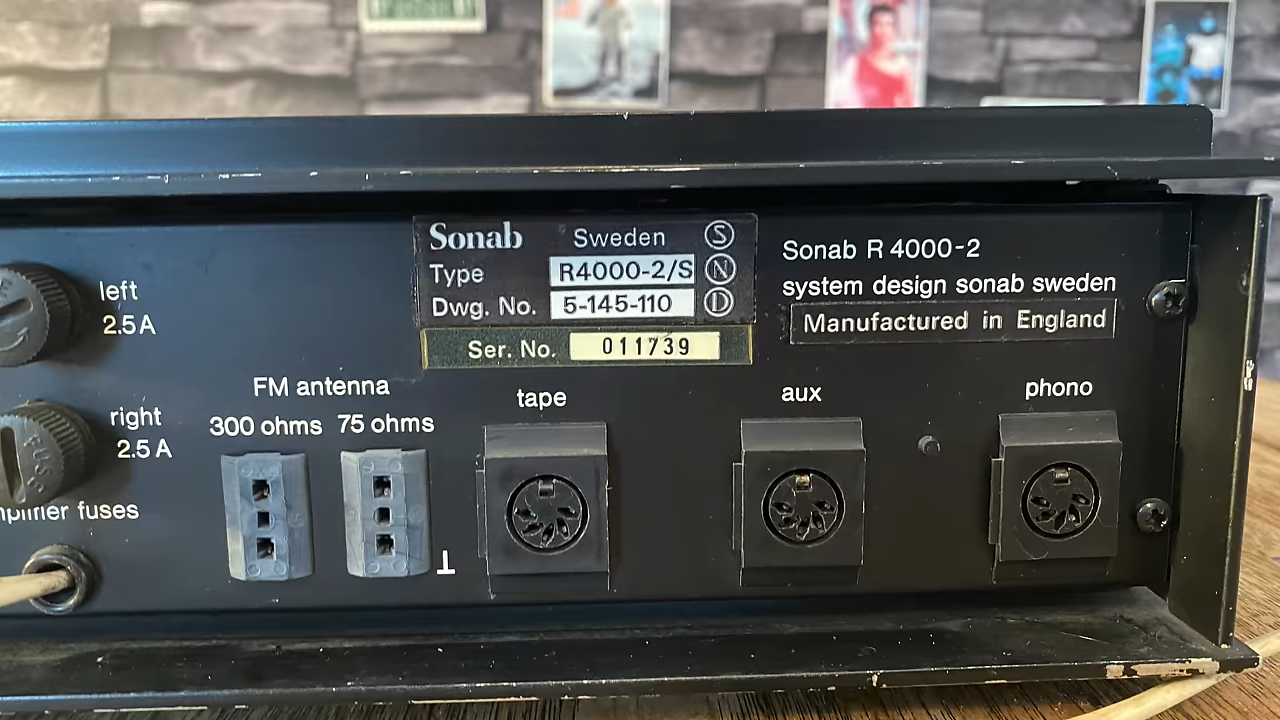 Sonab Sweden S
Type R4000-2/S N
Dwg. No. 5-145-110 D
Ser. No. 011739
Sonab R 4000-2
system design sonab sweden
Manufactured in England
left
2.5 A
right
2.5 A
fuses
FUSE
FM antenna
300 ohms 75 ohms
tape
aux
phono